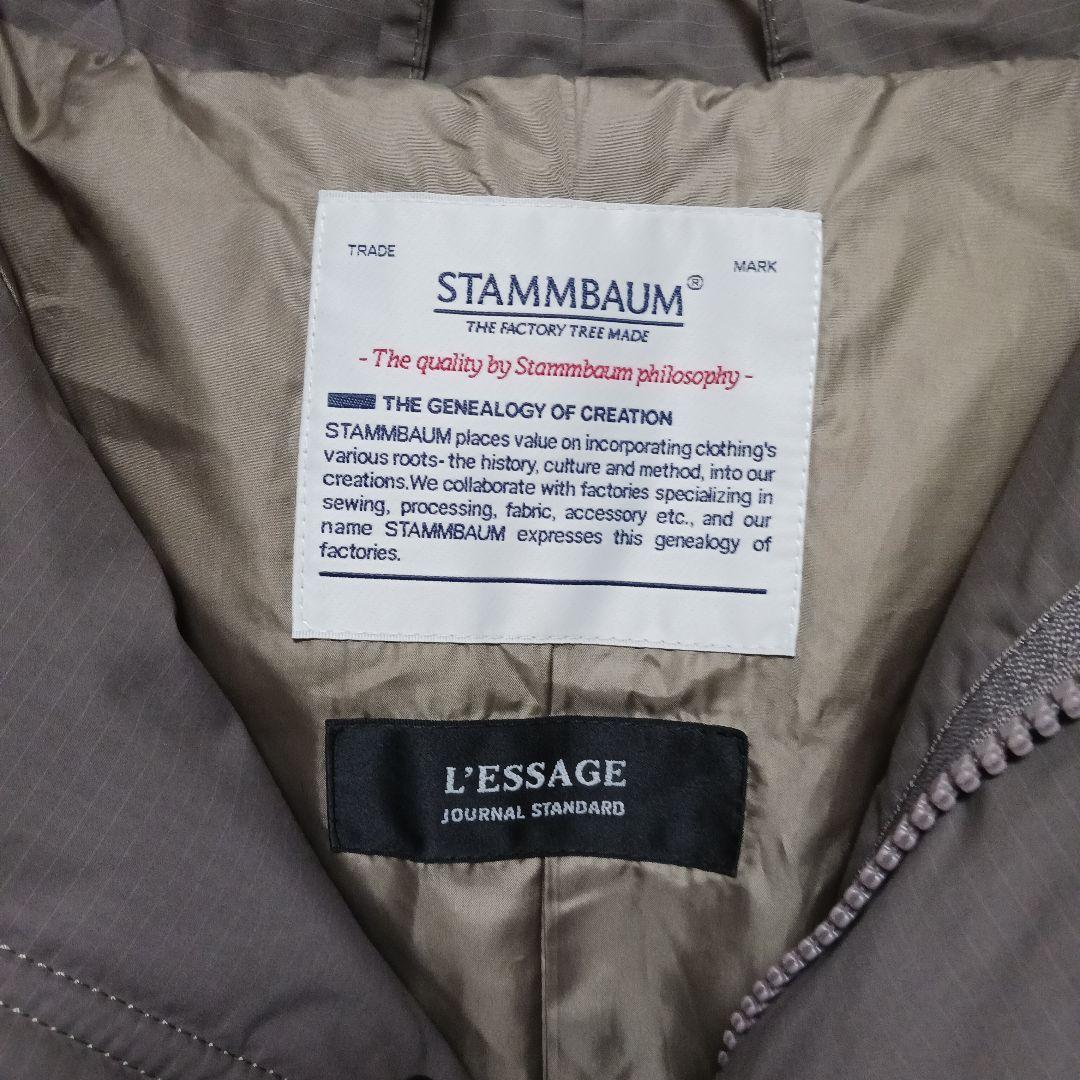 TRADE MARK
STAMMBAUM®
THE FACTORY TREE MADE
- The quality by Stammbaum philosophy -
THE GENEALOGY OF CREATION
STAMMBAUM places value on incorporating clothing's
various roots- the history, culture and method, into our
creations.We collaborate with factories specializing in
sewing, processing, fabric, accessory etc., and our
name STAMMBAUM expresses this genealogy of
factories.
L'ESSAGE
JOURNAL STANDARD